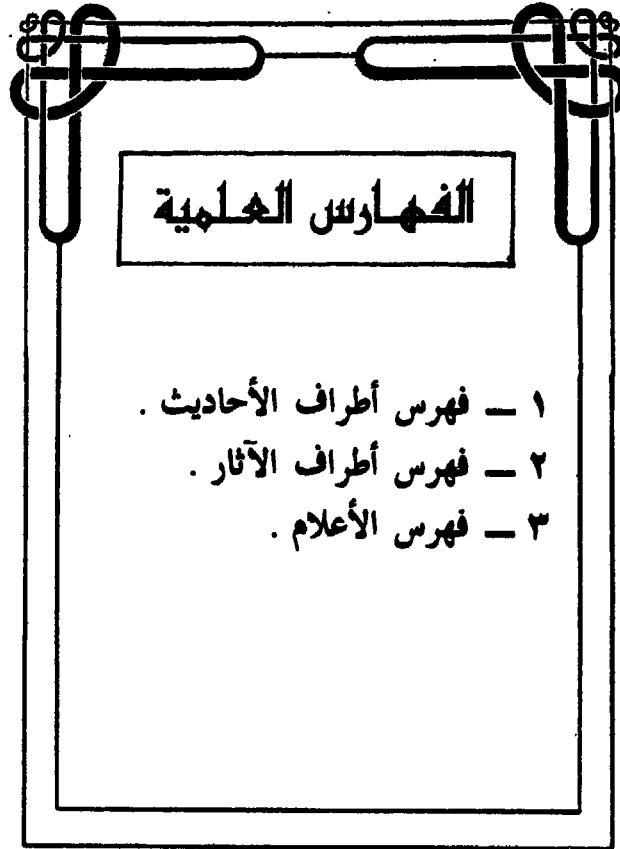 الفهارس العلمية
١ ــ فهرس أطراف الأحاديث .
٢ ــ فهرس أطراف الآثار .
٣ ــ فهرس الأعلام .